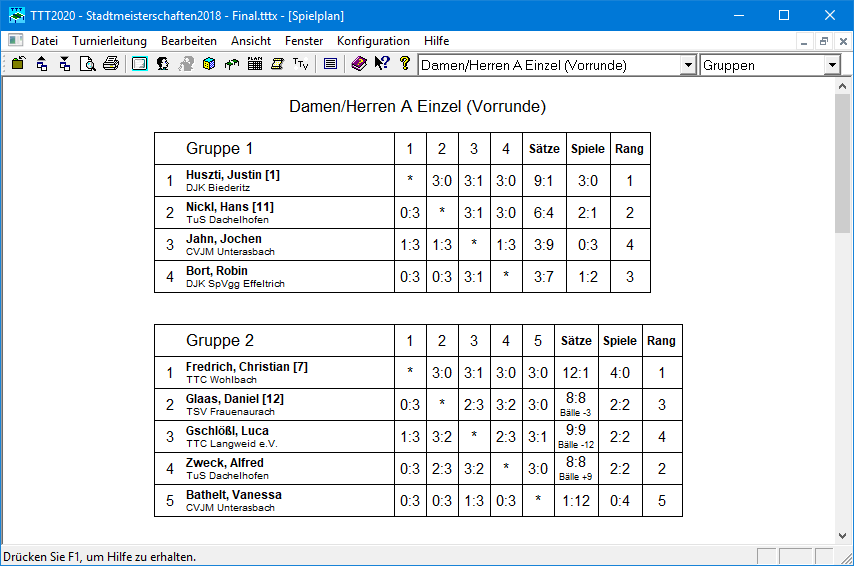 TTT2020 - Stadtmeisterschaften2018 - Final.tttx - [Spielplan]
Datei Turnierleitung Bearbeiten Ansicht Fenster Konfiguration Hilfe
TTV Damen/Herren A Einzel (Vorrunde) Gruppen
Damen/Herren A Einzel (Vorrunde)
Gruppe 1 1 2 3 4 Sätze Spiele Rang
1 Huszti, Justin [1] * 3:0 3:1 3:0 9:1 3:0 1
DJK Biederitz
2 Nickl, Hans [11] 0:3 * 3:1 3:0 6:4 2:1 2
TuS Dachelhofen
3 Jahn, Jochen 1:3 1:3 * 1:3 3:9 0:3 4
CVJM Unterasbach
4 Bort, Robin 0:3 0:3 3:1 * 3:7 1:2 3
DJK SpVgg Effeltrich
Gruppe 2 1 2 3 4 5 Sätze Spiele Rang
1 Fredrich, Christian [7] * 3:0 3:1 3:0 3:0 12:1 4:0 1
TTC Wohlbach
2 Glaas, Daniel [12] 0:3 * 2:3 3:2 3:0 8:8 2:2 3
TSV Frauenaurach Bälle -3
3 Gschlößl, Luca 1:3 3:2 * 2:3 3:1 9:9 2:2 4
TTC Langweid e.V. Bälle -12
4 Zweck, Alfred 0:3 2:3 3:2 * 3:0 8:8 2:2 2
TuS Dachelhofen Bälle +9
5 Bathelt, Vanessa 0:3 0:3 1:3 0:3 * 1:12 0:4 5
CVJM Unterasbach
Drücken Sie F1, um Hilfe zu erhalten.